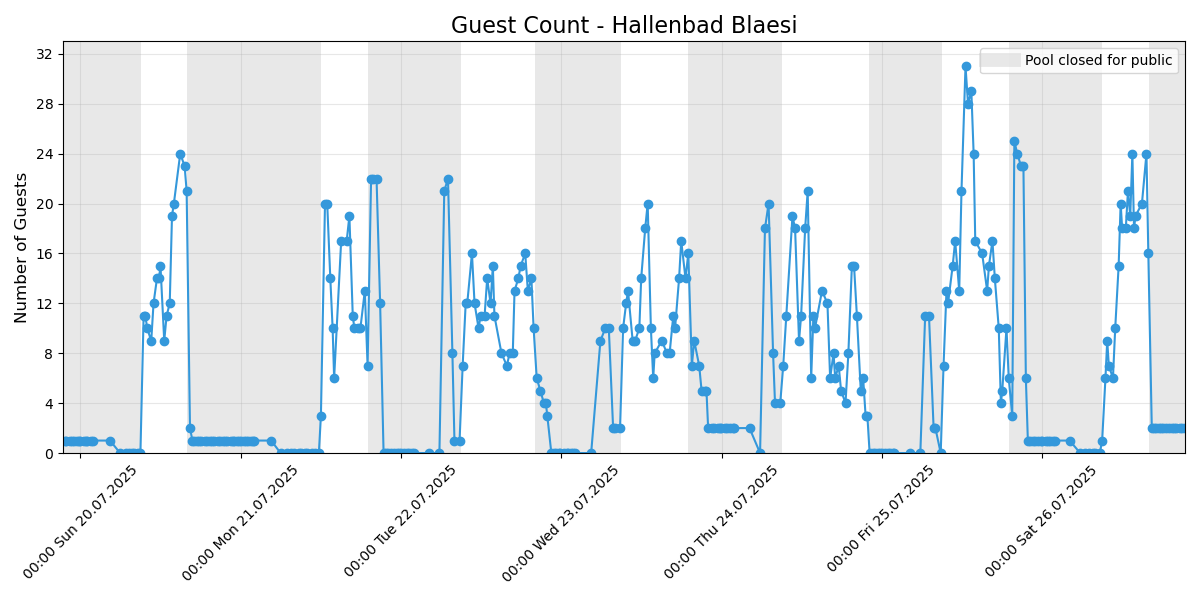 Guest Count - Hallenbad Blaesi
Pool closed for public
Number of Guests
32
28
24
20
16
12
8
4
0
00:00 Sun 20.07.2025
00:00 Mon 21.07.2025
00:00 Tue 22.07.2025
00:00 Wed 23.07.2025
00:00 Thu 24.07.2025
00:00 Fri 25.07.2025
00:00 Sat 26.07.2025